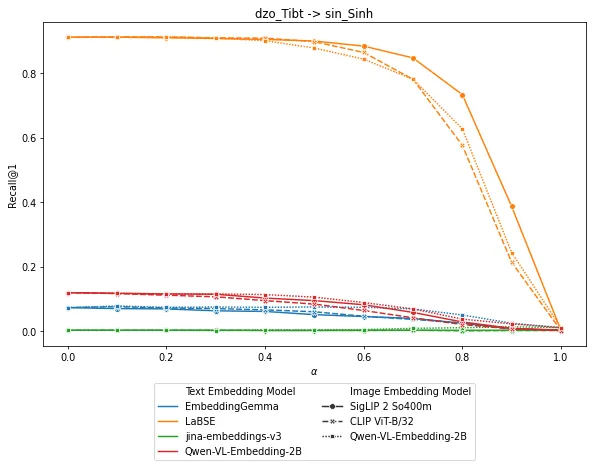 dzo_Tibt -> sin_Sinh
Recall@1
0.8
0.6
0.4
0.2
0.0
0.0 0.2 0.4 0.6 0.8 1.0
α
Text Embedding Model
EmbeddingGemma
LaBSE
jina-embeddings-v3
Qwen-VL-Embedding-2B
Image Embedding Model
SigLIP 2 So400m
CLIP ViT-B/32
Qwen-VL-Embedding-2B